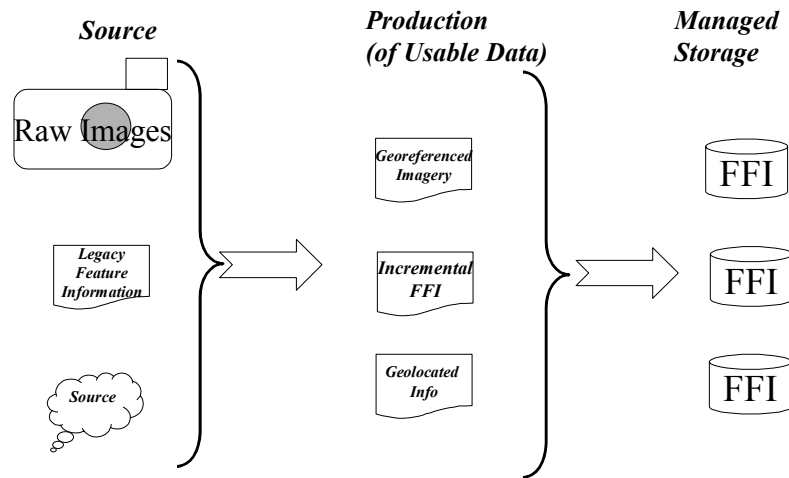 Source
Production
(of Usable Data)
Managed
Storage
Raw Images
Legacy
Feature
Information
Source
Georeferenced
Imagery
Incremental
FFI
Geolocated
Info
FFI
FFI
FFI